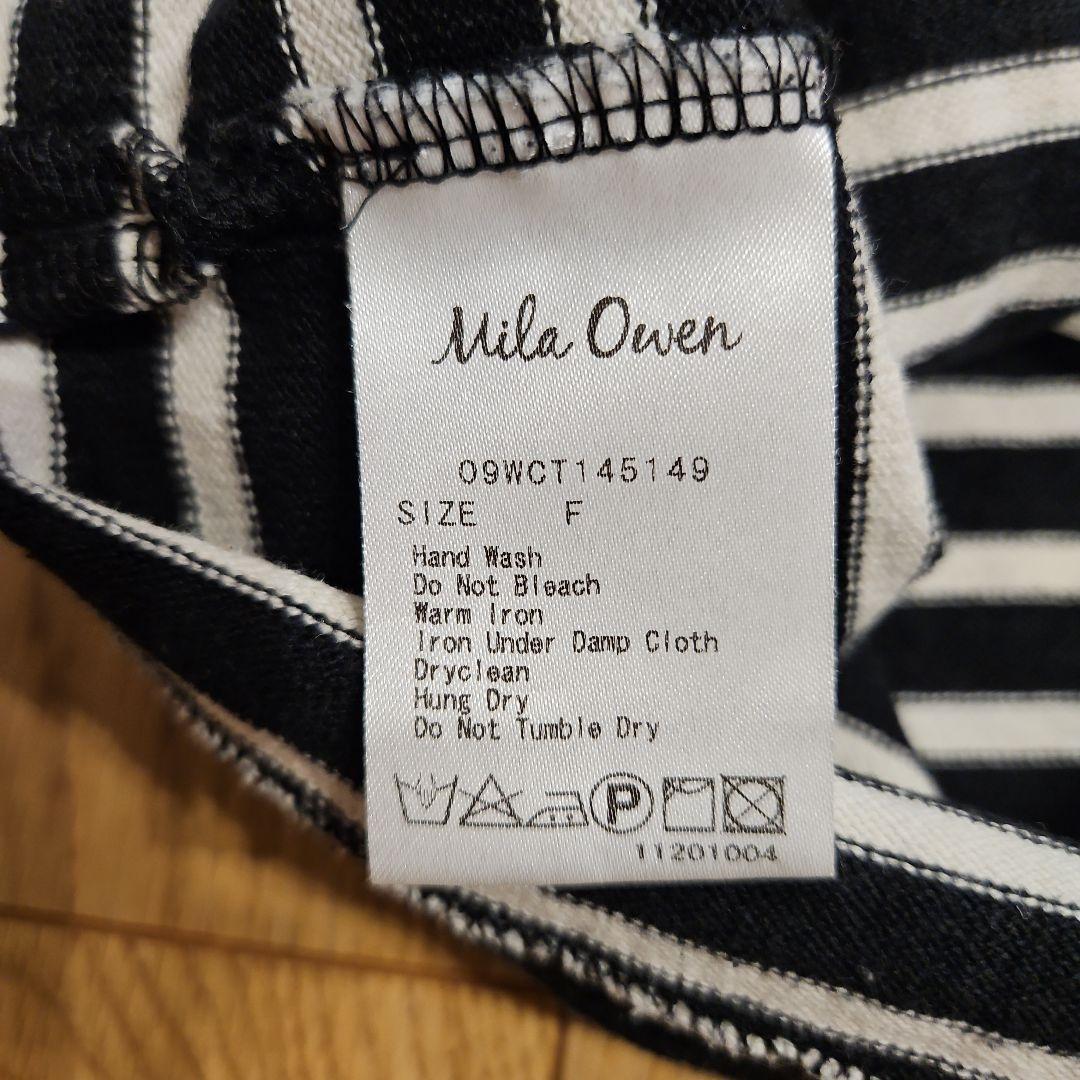 Mila Owen
09WCT145149
SIZE F
Hand Wash
Do Not Bleach
Warm Iron
Iron Under Damp Cloth
Dryclean
Hung Dry
Do Not Tumble Dry
P
11201004